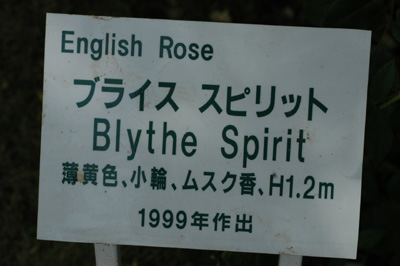 English Rose
ブライス スピリット
Blythe Spirit
薄黄色、小輪、ムスク香、H1.2m
1999年作出